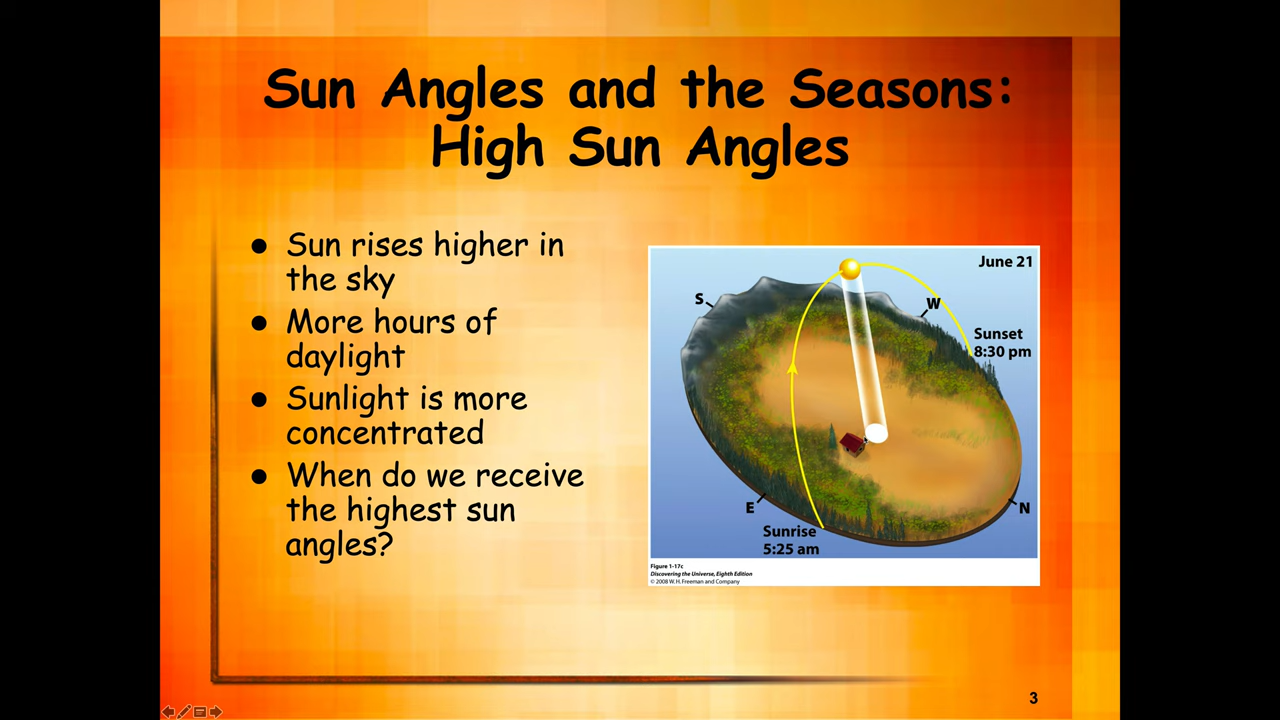 Sun Angles and the Seasons:
High Sun Angles
● Sun rises higher in
the sky
● More hours of
daylight
● Sunlight is more
concentrated
● When do we receive
the highest sun
angles?
June 21
S
W
Sunset
8:30 pm
E
N
Sunrise
5:25 am
Figure 1-17c
Discovering the Universe, Eighth Edition
© 2008 W. H. Freeman and Company
3